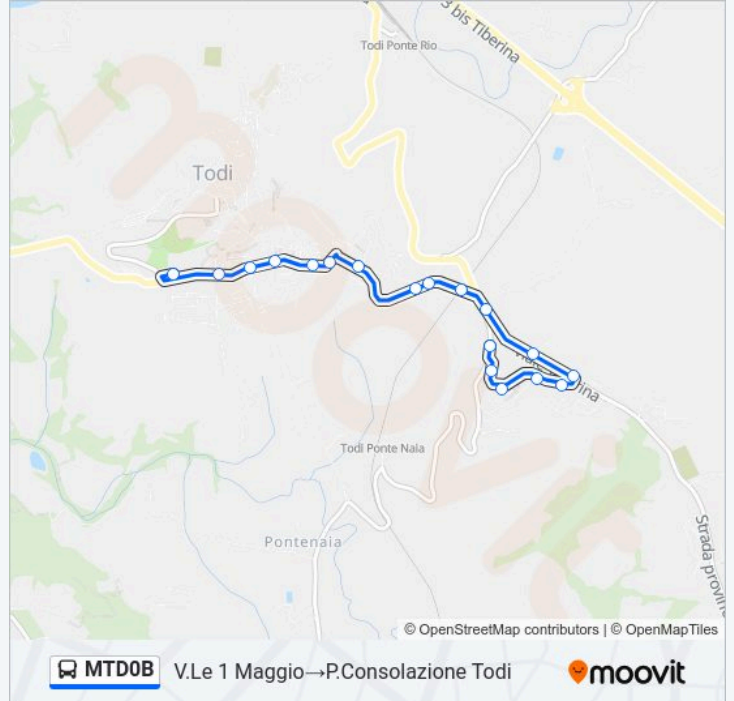 3 bis Tiberina
Todi Ponte Rio
Todi
Todi Ponte Naia
Pontenaia
Strada provin
© OpenStreetMap contributors | © OpenMapTiles
MTD0B V.Le 1 Maggio→P.Consolazione Todi moovit